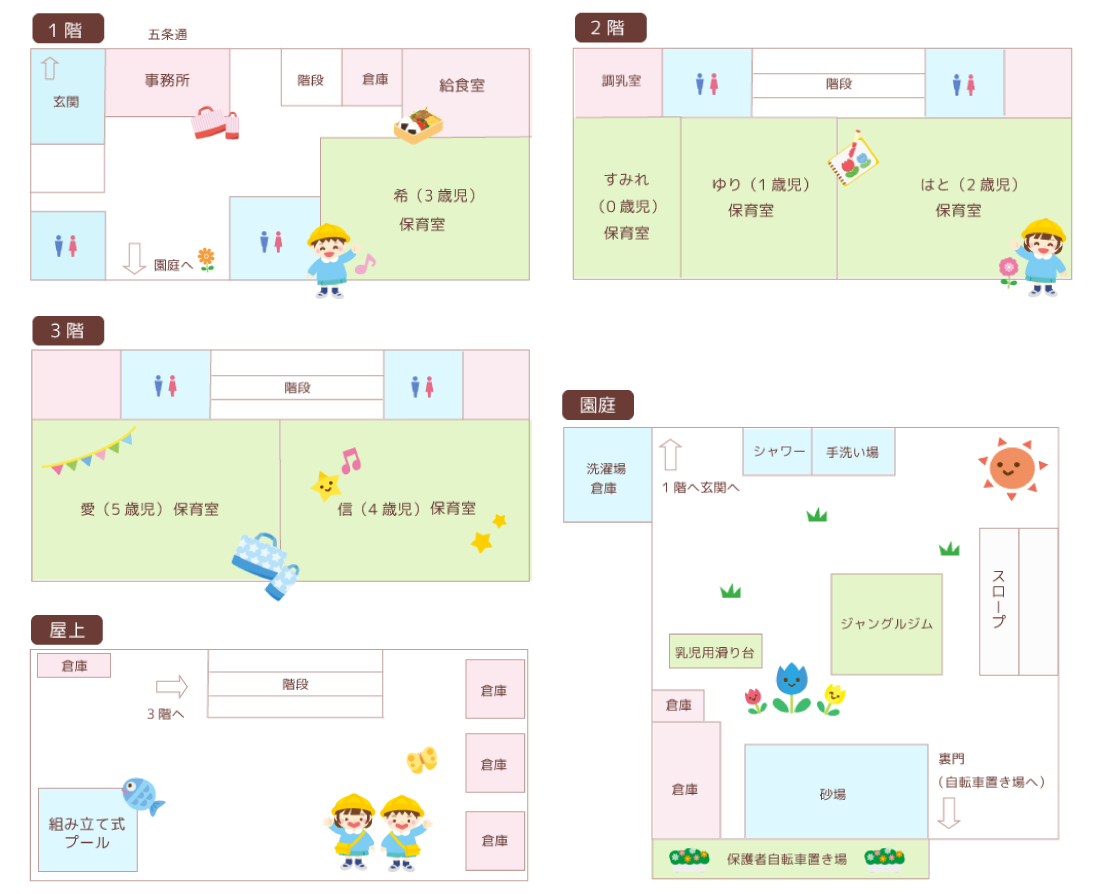 1階
五条通
玄関
事務所
階段
倉庫
給食室
希（3歳児）
保育室
園庭へ
2階
調乳室
階段
すみれ
（0歳児）
保育室
ゆり（1歳児）
保育室
はと（2歳児）
保育室
3階
階段
愛（5歳児）保育室
信（4歳児）保育室
園庭
洗濯場
倉庫
1階へ玄関へ
シャワー
手洗い場
スロープ
ジャングルジム
乳児用滑り台
倉庫
倉庫
砂場
裏門
（自転車置き場へ）
保護者自転車置き場
屋上
倉庫
3階へ
階段
倉庫
倉庫
倉庫
組み立て式
プール